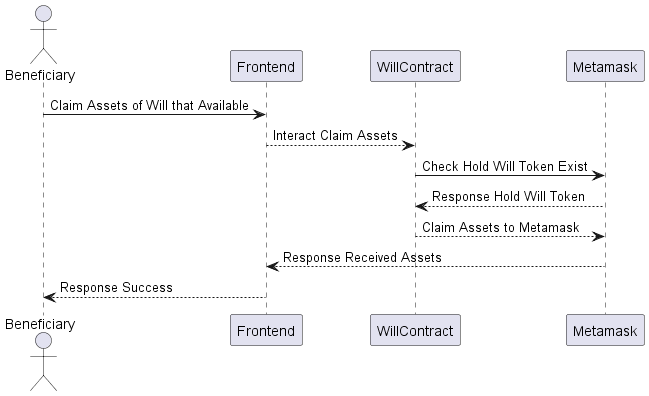 Beneficiary
Frontend
WillContract
Metamask
Claim Assets of Will that Available
Interact Claim Assets
Check Hold Will Token Exist
Response Hold Will Token
Claim Assets to Metamask
Response Received Assets
Response Success
Beneficiary
Frontend
WillContract
Metamask